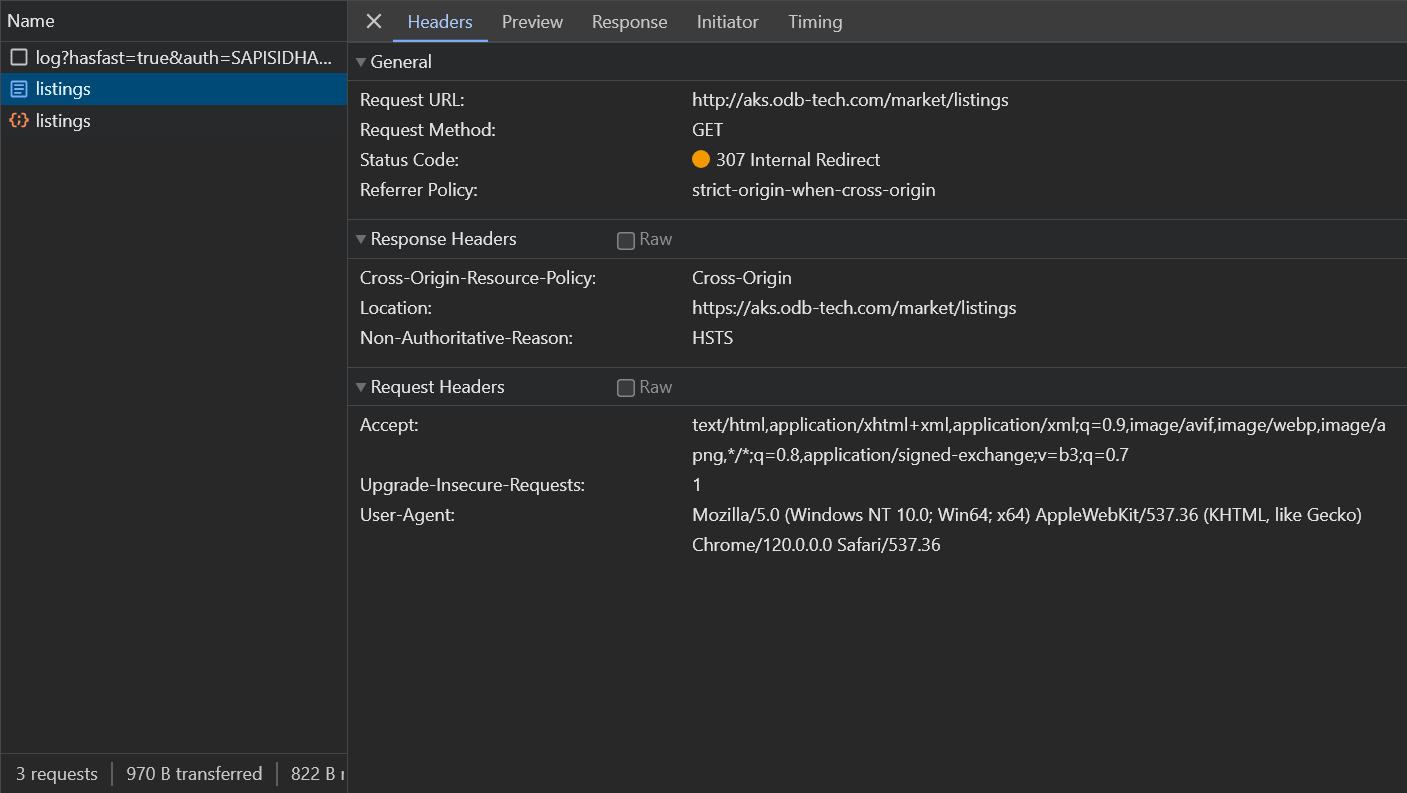 Name
log?hasfast=true&auth=SAPISIDHA...
listings
listings
3 requests
970 B transferred
822 B
Headers
Preview
Response
Initiator
Timing
General
Request URL:
http://aks.odb-tech.com/market/listings
Request Method:
GET
Status Code:
307 Internal Redirect
Referrer Policy:
strict-origin-when-cross-origin
Response Headers
Raw
Cross-Origin-Resource-Policy:
Cross-Origin
Location:
https://aks.odb-tech.com/market/listings
Non-Authoritative-Reason:
HSTS
Request Headers
Raw
Accept:
text/html,application/xhtml+xml,application/xml;q=0.9,image/avif,image/webp,image/a
png,*/*;q=0.8,application/signed-exchange;v=b3;q=0.7
Upgrade-Insecure-Requests:
1
User-Agent:
Mozilla/5.0 (Windows NT 10.0; Win64; x64) AppleWebKit/537.36 (KHTML, like Gecko)
Chrome/120.0.0.0 Safari/537.36